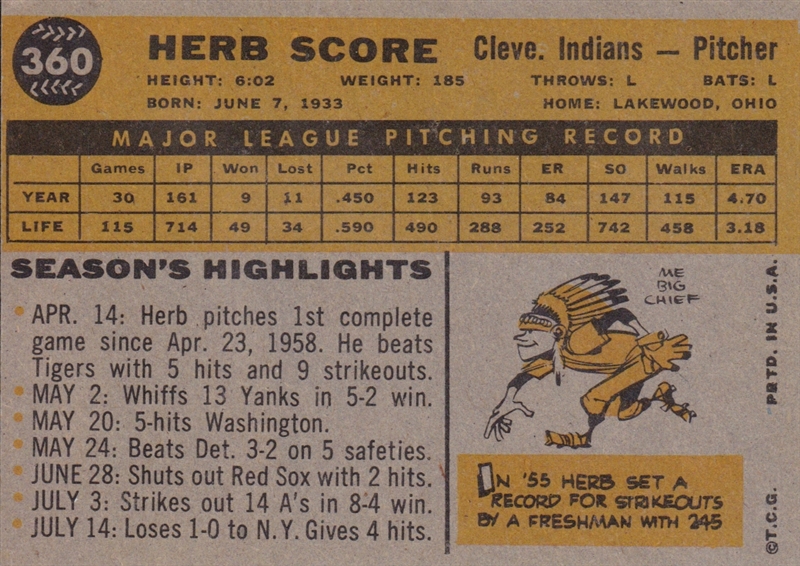 360
HERB SCORE Cleve. Indians — Pitcher
HEIGHT: 6:02 WEIGHT: 185 THROWS: L BATS: L
BORN: JUNE 7, 1933 HOME: LAKEWOOD, OHIO
MAJOR LEAGUE PITCHING RECORD
Games IP Won Lost Pct Hits Runs ER SO Walks ERA
YEAR 30 161 9 11 .450 123 93 84 147 115 4.70
LIFE 115 714 49 34 .590 490 288 252 742 458 3.18
SEASON'S HIGHLIGHTS
• APR. 14: Herb pitches 1st complete
game since Apr. 23, 1958. He beats
Tigers with 5 hits and 9 strikeouts.
• MAY 2: Whiffs 13 Yanks in 5-2 win.
• MAY 20: 5-hits Washington.
• MAY 24: Beats Det. 3-2 on 5 safeties.
• JUNE 28: Shuts out Red Sox with 2 hits.
• JULY 3: Strikes out 14 A's in 8-4 win.
• JULY 14: Loses 1-0 to N.Y. Gives 4 hits.
ME
BIG
CHIEF
IN '55 HERB SET A
RECORD FOR STRIKEOUTS
BY A FRESHMAN WITH 245
©T.C.G. PRTD. IN U.S.A.